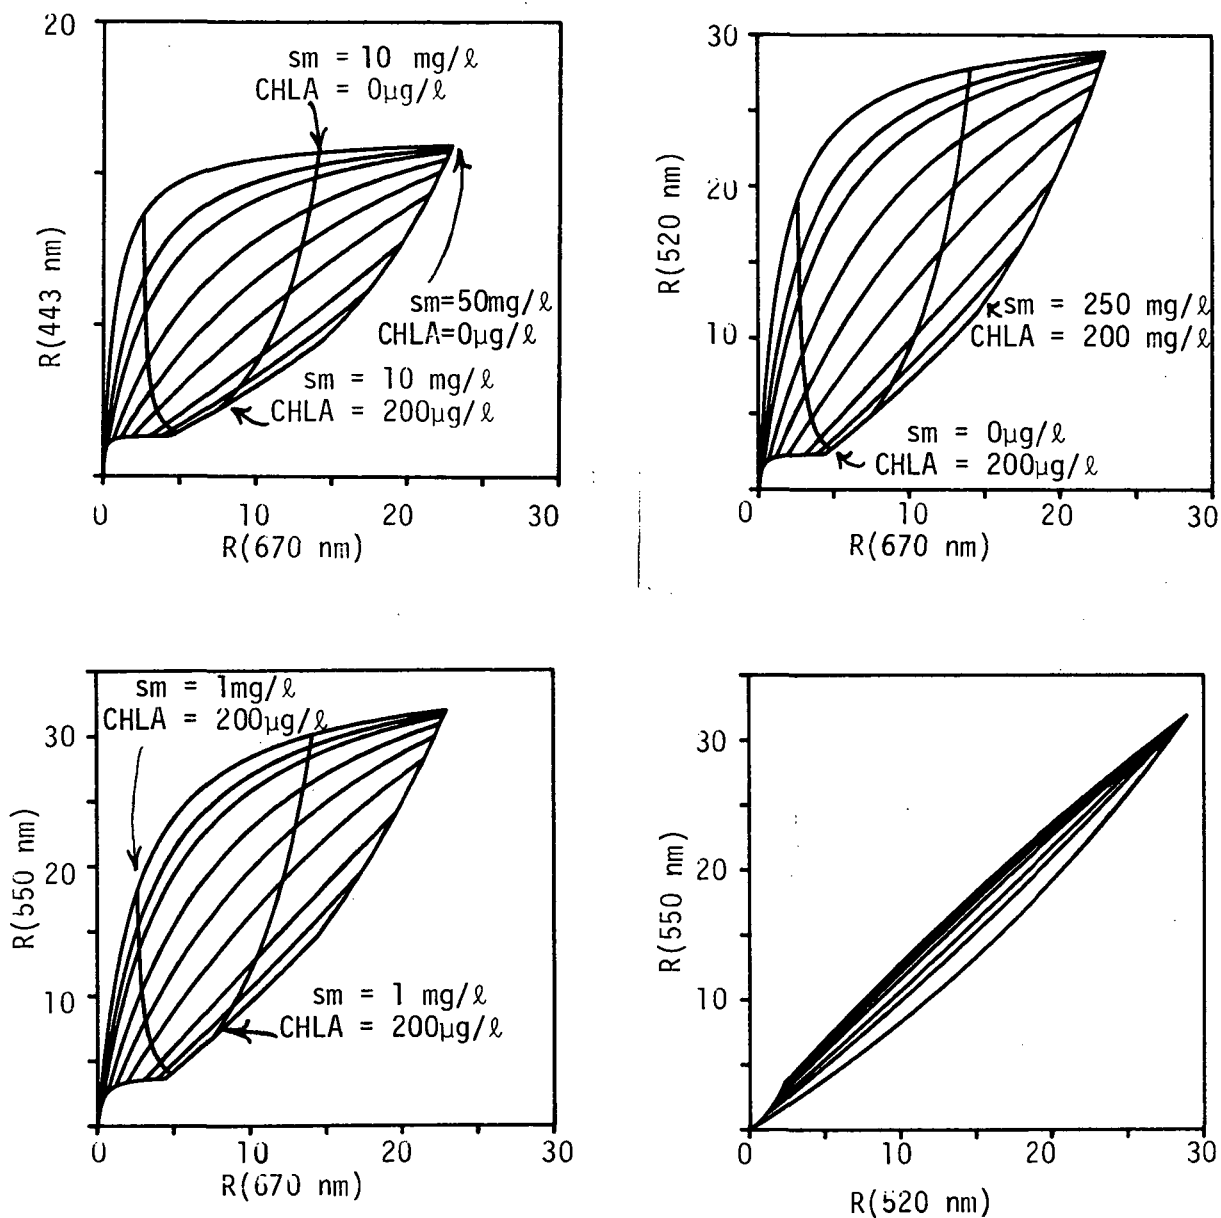 20
sm = 10 mg/ℓ
CHLA = 0µg/ℓ
R(443 nm)
sm=50mg/ℓ
CHLA=0µg/ℓ
sm = 10 mg/ℓ
CHLA = 200µg/ℓ
0 10 20 30
R(670 nm)
30
20
10
R(520 nm)
sm = 250 mg/ℓ
CHLA = 200 mg/ℓ
sm = 0µg/ℓ
CHLA = 200µg/ℓ
0 10 20 30
R(670 nm)
sm = 1mg/ℓ
CHLA = 200µg/ℓ
30
20
10
R(550 nm)
sm = 1 mg/ℓ
CHLA = 200µg/ℓ
0 10 20 30
R(670 nm)
30
20
10
R(550 nm)
0 10 20 30
R(520 nm)